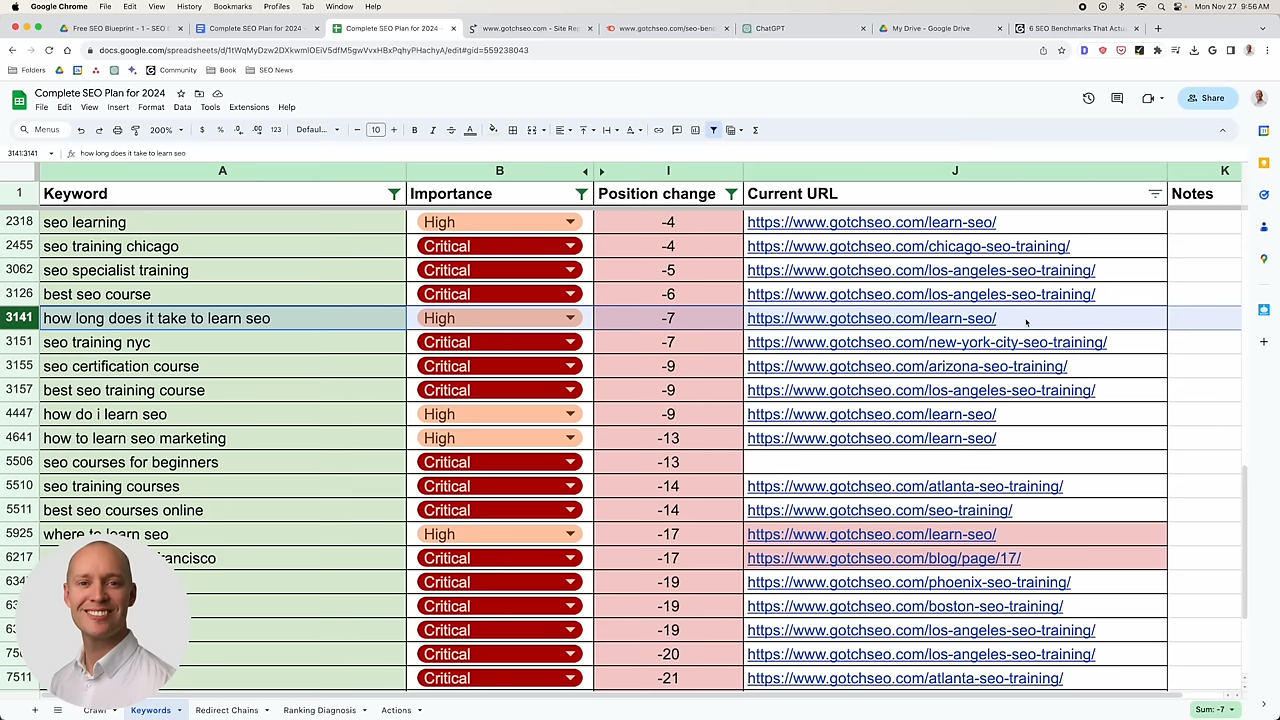 Google Chrome File Edit View History Bookmarks Profiles Tab Window Help Mon Nov 27 9:56 AM
Free SEO Blueprint - 1 - SEO Complete SEO Plan for 2024 Complete SEO Plan for 2024 - www.gotchseo.com - Site Re www.gotchseo.com/seo-ben ChatGPT My Drive - Google Drive 6 SEO Benchmarks That Actu
docs.google.com/spreadsheets/d/1tWqMyDzw2DXkwmIOEiV5dfM5gwVvxHBxPqhyPHachyA/edit#gid=559238043
Folders Community Book SEO News
Complete SEO Plan for 2024
File Edit View Insert Format Data Tools Extensions Help
Share
Menus 200% $ % .0 .00 123 Defaul... 10 B I A
3141:3141 fx how long does it take to learn seo
A B I J K
1 Keyword Importance Position change Current URL Notes
2318 seo learning High -4 https://www.gotchseo.com/learn-seo/
2455 seo training chicago Critical -4 https://www.gotchseo.com/chicago-seo-training/
3062 seo specialist training Critical -5 https://www.gotchseo.com/los-angeles-seo-training/
3126 best seo course Critical -6 https://www.gotchseo.com/los-angeles-seo-training/
3141 how long does it take to learn seo High -7 https://www.gotchseo.com/learn-seo/
3151 seo training nyc Critical -7 https://www.gotchseo.com/new-york-city-seo-training/
3155 seo certification course Critical -9 https://www.gotchseo.com/arizona-seo-training/
3157 best seo training course Critical -9 https://www.gotchseo.com/los-angeles-seo-training/
4447 how do i learn seo High -9 https://www.gotchseo.com/learn-seo/
4641 how to learn seo marketing High -13 https://www.gotchseo.com/learn-seo/
5506 seo courses for beginners Critical -13
5510 seo training courses Critical -14 https://www.gotchseo.com/atlanta-seo-training/
5511 best seo courses online Critical -14 https://www.gotchseo.com/seo-training/
5925 where to learn seo High -17 https://www.gotchseo.com/learn-seo/
6217 ancisco Critical -17 https://www.gotchseo.com/blog/page/17/
634 Critical -19 https://www.gotchseo.com/phoenix-seo-training/
Critical -19 https://www.gotchseo.com/boston-seo-training/
Critical -19 https://www.gotchseo.com/los-angeles-seo-training/
Critical -20 https://www.gotchseo.com/los-angeles-seo-training/
7511 Critical -21 https://www.gotchseo.com/atlanta-seo-training/
Crawl Keywords Redirect Chains Ranking Diagnosis Actions Sum: -7